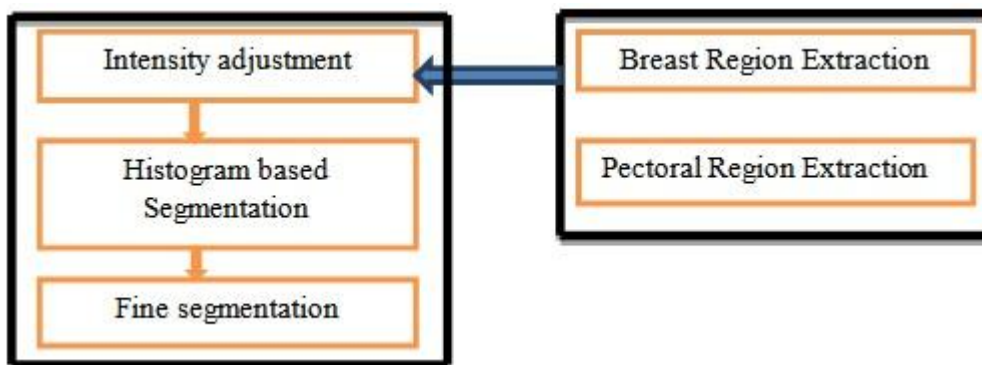 Intensity adjustment
Histogram based
Segmentation
Fine segmentation
Breast Region Extraction
Pectoral Region Extraction